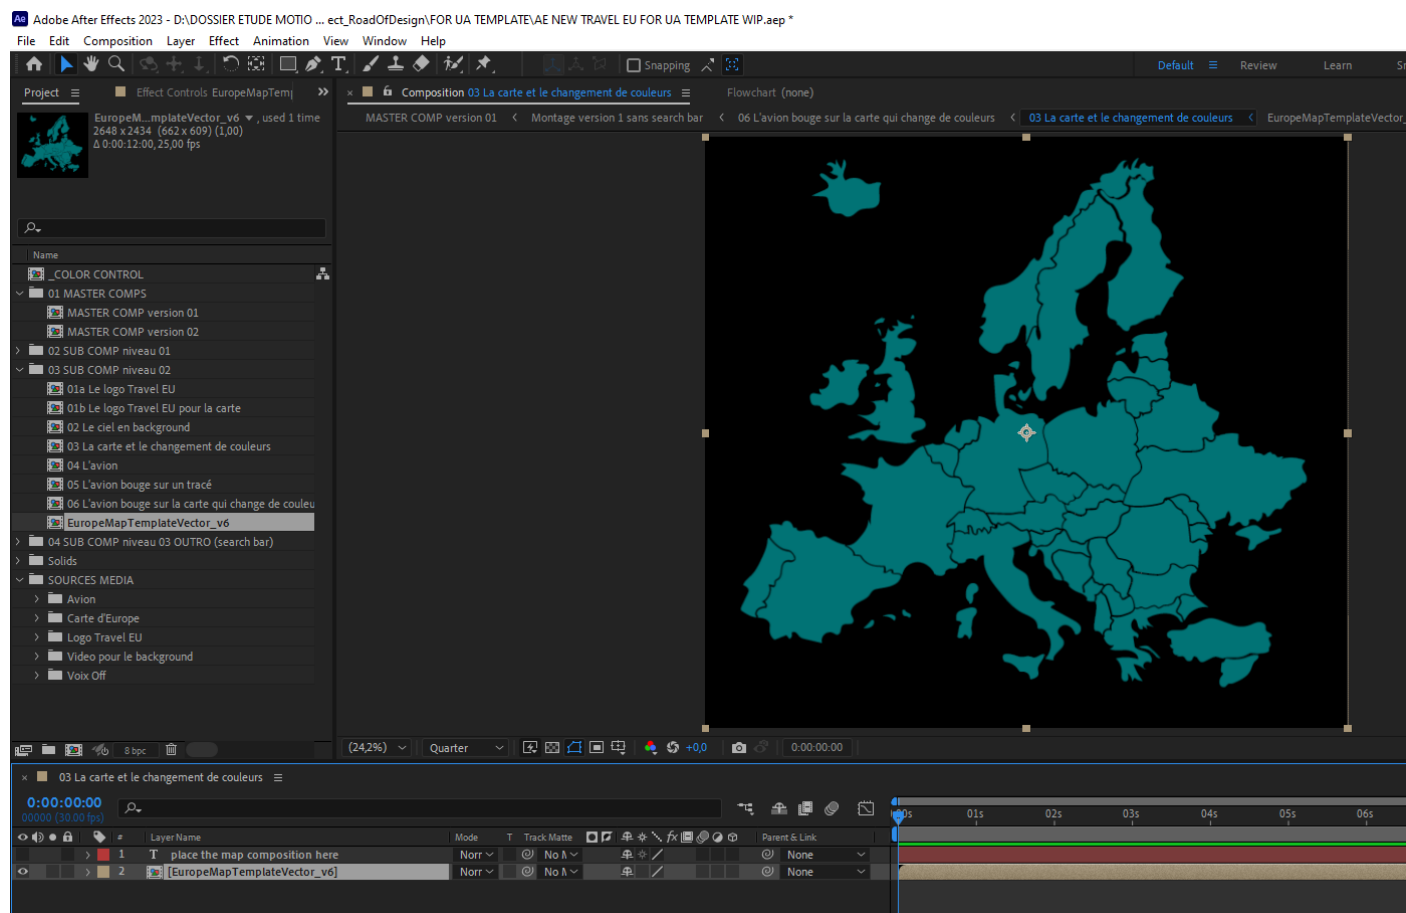 Ae Adobe After Effects 2023 - D:\DOSSIER ETUDE MOTIO ... ect_RoadOfDesign\FOR UA TEMPLATE\AE NEW TRAVEL EU FOR UA TEMPLATE WIP.aep *
File Edit Composition Layer Effect Animation View Window Help
T Snapping Default Review Learn
Project Effect Controls EuropeMapTem
× Composition 03 La carte et le changement de couleurs Flowchart (none)
MASTER COMP version 01 < Montage version 1 sans search bar < 06 L'avion bouge sur la carte qui change de couleurs < 03 La carte et le changement de couleurs < EuropeMapTemplateVector_
EuropeM...mplateVector_v6 , used 1 time
2648 x 2434 (662 x 609) (1,00)
Δ 0:00:12:00, 25,00 fps
Name
_COLOR CONTROL
01 MASTER COMPS
MASTER COMP version 01
MASTER COMP version 02
02 SUB COMP niveau 01
03 SUB COMP niveau 02
01a Le logo Travel EU
01b Le logo Travel EU pour la carte
02 Le ciel en background
03 La carte et le changement de couleurs
04 L'avion
05 L'avion bouge sur un tracé
06 L'avion bouge sur la carte qui change de couleu
EuropeMapTemplateVector_v6
04 SUB COMP niveau 03 OUTRO (search bar)
Solids
SOURCES MEDIA
Avion
Carte d'Europe
Logo Travel EU
Video pour le background
Voix Off
8 bpc
(24,2%) Quarter +0,0 0:00:00:00
× 03 La carte et le changement de couleurs
0:00:00:00
00000 (30.00 fps)
01s 02s 03s 04s 05s 06s
# Layer Name Mode T Track Matte fx Parent & Link
1 T place the map composition here Norr No M None
2 [EuropeMapTemplateVector_v6] Norr No M None